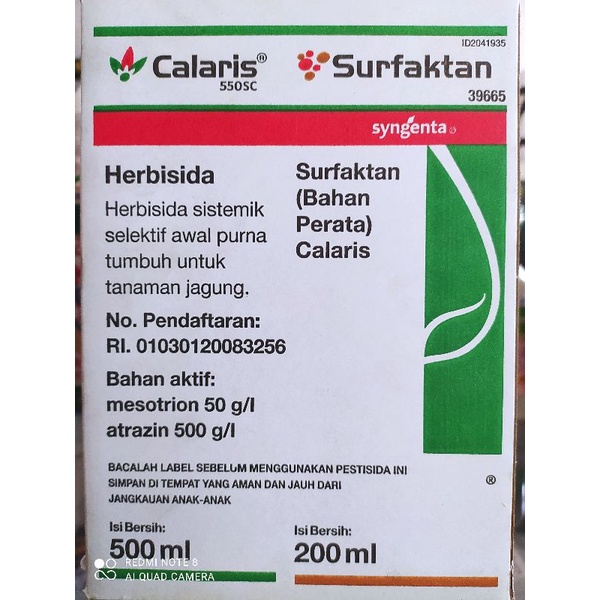 ID2041935
Calaris®
550SC
Surfaktan
39665
syngenta
Herbisida
Herbisida sistemik
selektif awal purna
tumbuh untuk
tanaman jagung.
No. Pendaftaran:
RI. 01030120083256
Bahan aktif:
mesotrion 50 g/l
atrazin 500 g/l
Surfaktan
(Bahan
Perata)
Calaris
BACALAH LABEL SEBELUM MENGGUNAKAN PESTISIDA INI
SIMPAN DI TEMPAT YANG AMAN DAN JAUH DARI
JANGKAUAN ANAK-ANAK
®
Isi Bersih:
500 ml
Isi Bersih:
200 ml
REDMI NOTE 8
AI QUAD CAMERA